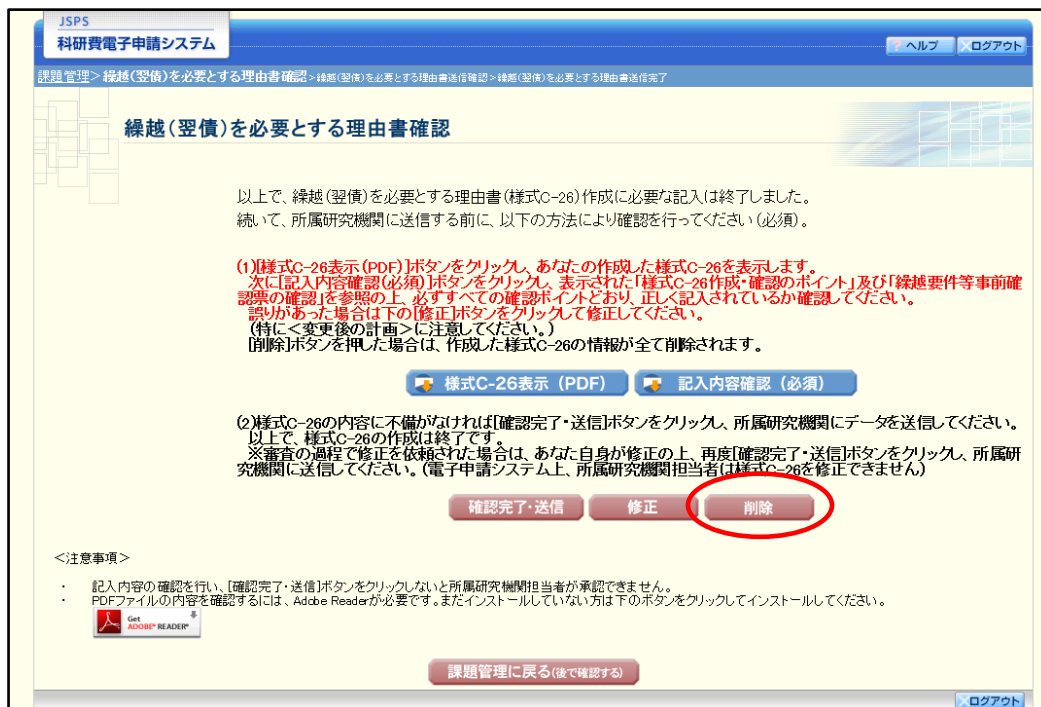 JSPS
科研費電子申請システム
? ヘルプ
ログアウト
課題管理>繰越(翌債)を必要とする理由書確認>繰越(翌債)を必要とする理由書送信確認>繰越(翌債)を必要とする理由書送信完了
繰越(翌債)を必要とする理由書確認
以上で、繰越(翌債)を必要とする理由書(様式C-26)作成に必要な記入は終了しました。
続いて、所属研究機関に送信する前に、以下の方法により確認を行ってください(必須)。
(1)[様式C-26表示(PDF)]ボタンをクリックし、あなたの作成した様式C-26を表示します。
次に[記入内容確認(必須)]ボタンをクリックし、表示された「様式C-26作成・確認のポイント」及び「繰越要件等事前確
認票の確認」を参照の上、必ずすべての確認ポイントどおり、正しく記入されているか確認してください。
誤りがあった場合は下の[修正]ボタンをクリックして修正してください。
(特に<変更後の計画>に注意してください。)
[削除]ボタンを押した場合は、作成した様式C-26の情報が全て削除されます。
様式C-26表示(PDF)
記入内容確認(必須)
(2)様式C-26の内容に不備がなければ[確認完了・送信]ボタンをクリックし、所属研究機関にデータを送信してください。
以上で、様式C-26の作成は終了です。
※審査の過程で修正を依頼された場合は、あなた自身が修正の上、再度[確認完了・送信]ボタンをクリックし、所属研
究機関に送信してください。(電子申請システム上、所属研究機関担当者は様式C-26を修正できません)
確認完了・送信
修正
削除
<注意事項>
・ 記入内容の確認を行い、[確認完了・送信]ボタンをクリックしないと所属研究機関担当者が承認できません。
・ PDFファイルの内容を確認するには、Adobe Readerが必要です。まだインストールしていない方は下のボタンをクリックしてインストールしてください。
Get
ADOBE® READER®
課題管理に戻る(後で確認する)
ログアウト